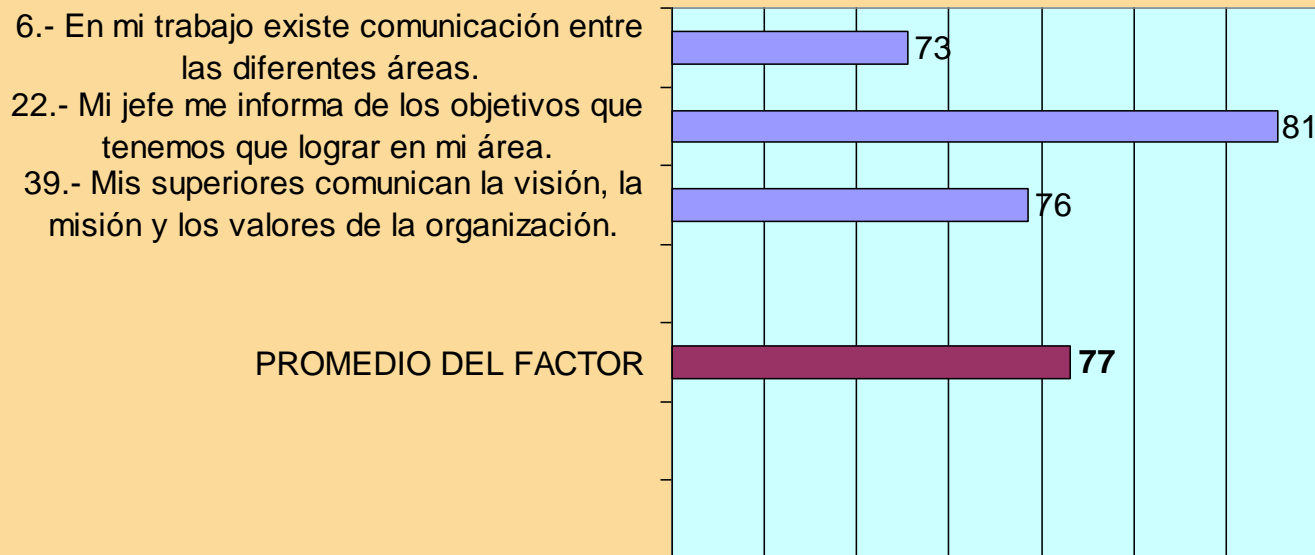 6.- En mi trabajo existe comunicación entre
las diferentes áreas.
73
22.- Mi jefe me informa de los objetivos que
tenemos que lograr en mi área.
81
39.- Mis superiores comunican la visión, la
misión y los valores de la organización.
76
PROMEDIO DEL FACTOR
77